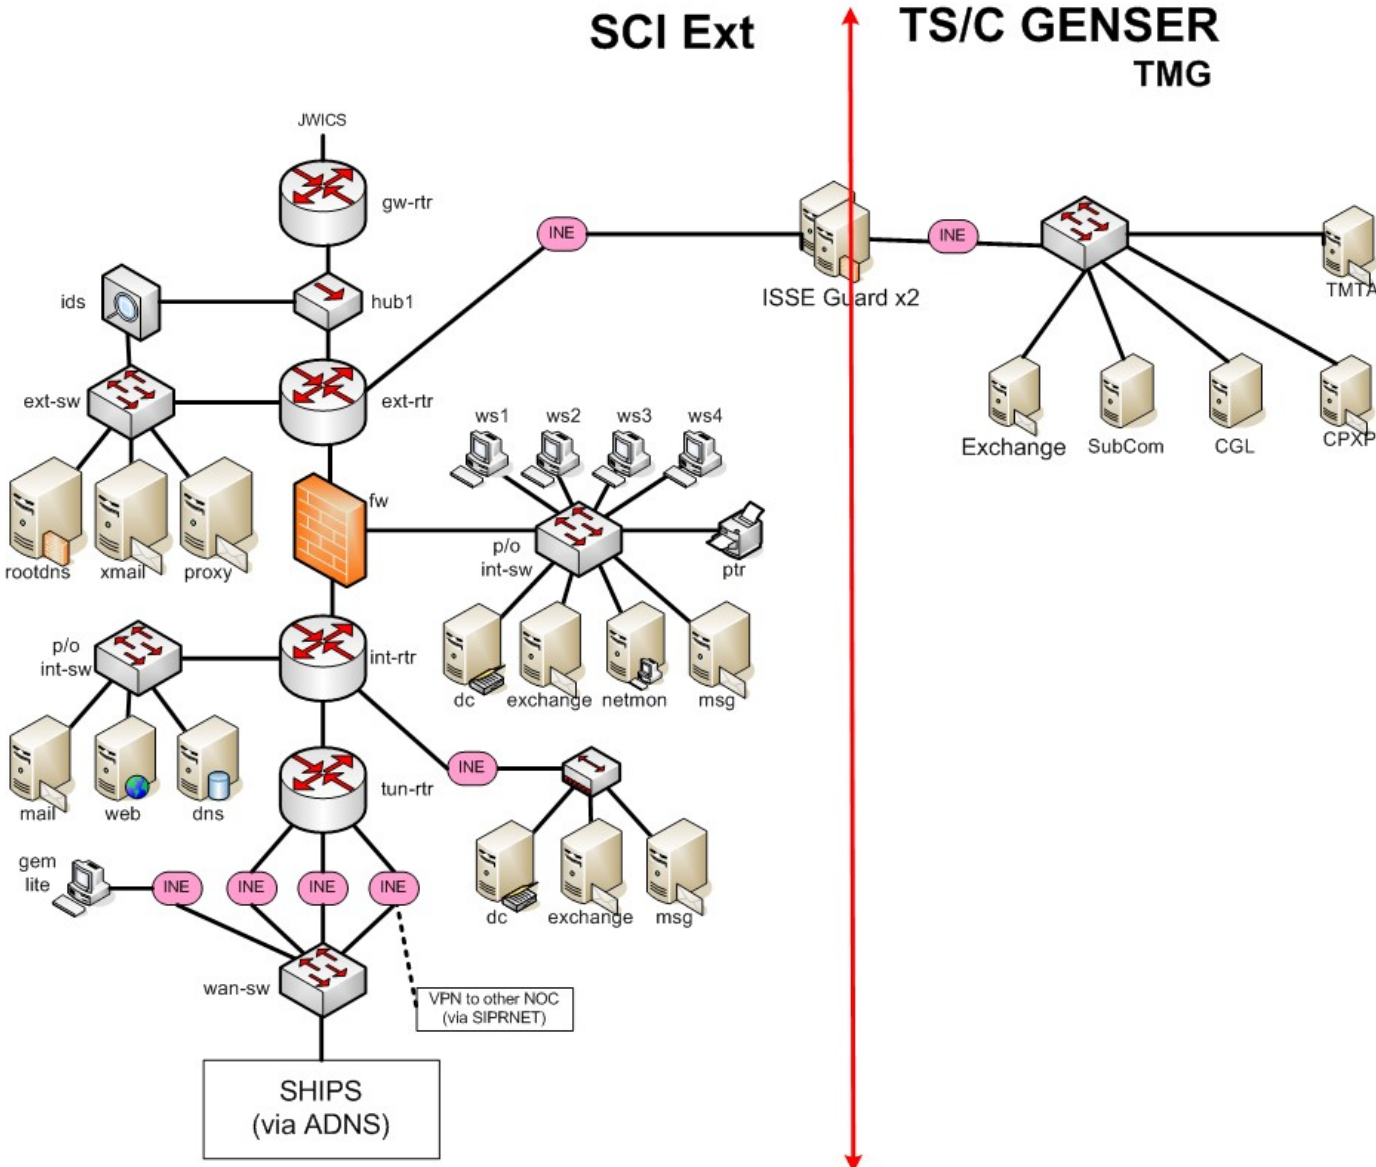 SCI Ext
TS/C GENSER
TMG
JWICS
gw-rtr
INE
INE
ids
hub1
ISSE Guard x2
TMTA
ext-sw
ext-rtr
ws1
ws2
ws3
ws4
Exchange
SubCom
CGL
CPXP
fw
rootdns
xmail
proxy
p/o
int-sw
ptr
p/o
int-sw
int-rtr
dc
exchange
netmon
msg
INE
tun-rtr
mail
web
dns
gem
lite
INE
INE
INE
INE
dc
exchange
msg
wan-sw
VPN to other NOC
(via SIPRNET)
SHIPS
(via ADNS)